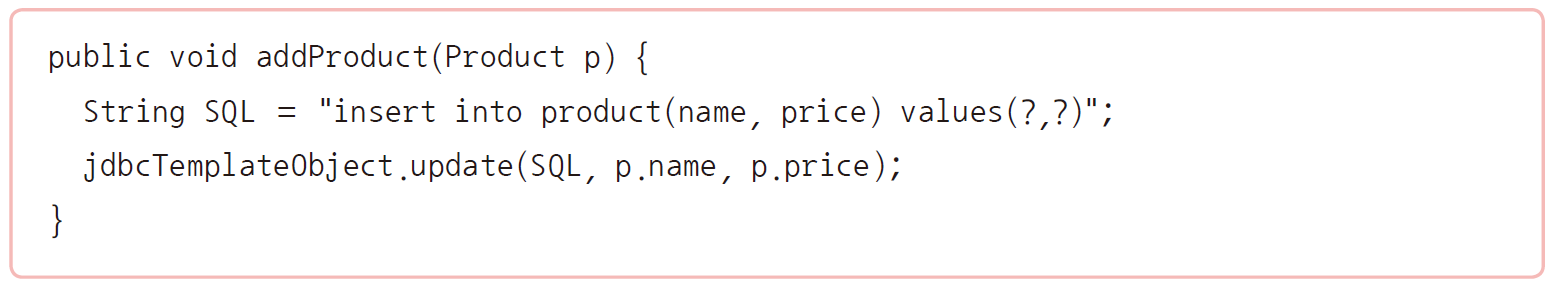 public void addProduct(Product p) {
  String SQL = "insert into product(name, price) values(?,?)";
  jdbcTemplateObject.update(SQL, p.name, p.price);
}